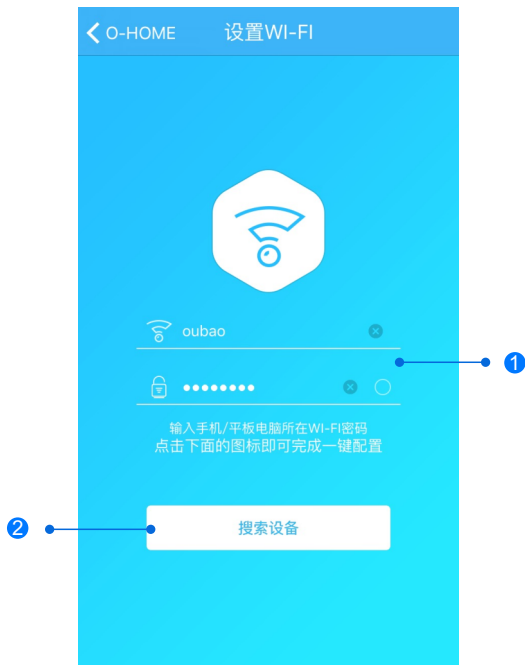 O-HOME 设置WI-FI
oubao
1
••••••••
输入手机/平板电脑所在WI-FI密码
点击下面的图标即可完成一键配置
2 搜索设备